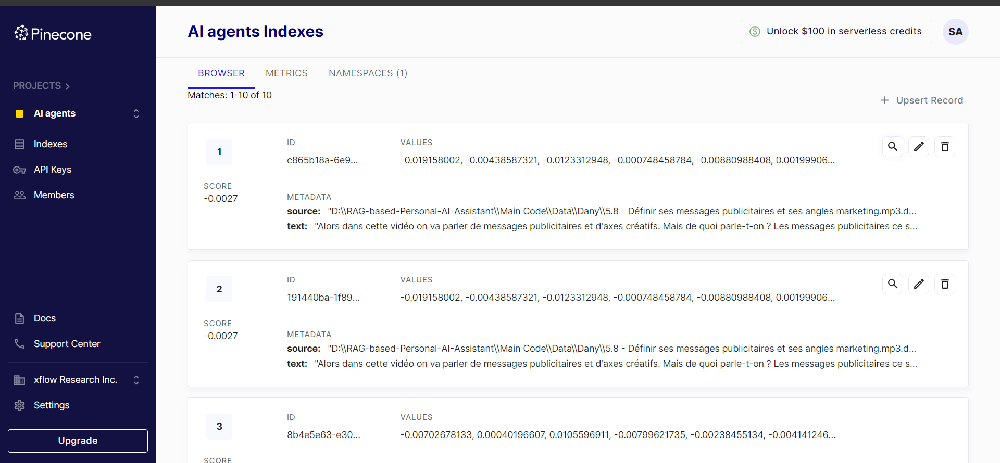 Pinecone
AI agents Indexes
Unlock $100 in serverless credits
SA
PROJECTS
AI agents
Indexes
API Keys
Members
Docs
Support Center
xflow Research Inc.
Settings
Upgrade
BROWSER METRICS NAMESPACES (1)
Matches: 1-10 of 10
Upsert Record
1
ID
c865b18a-6e9...
VALUES
-0.019158002, -0.00438587321, -0.0123312948, -0.000748458784, -0.00880988408, 0.00199906...
SCORE
-0.0027
METADATA
source: "D:\\RAG-based-Personal-AI-Assistant\\Main Code\\Data\\Dany\\5.8 - Définir ses messages publicitaires et ses angles marketing.mp3.d...
text: "Alors dans cette vidéo on va parler de messages publicitaires et d'axes créatifs. Mais de quoi parle-t-on ? Les messages publicitaires ce s...
2
ID
191440ba-1f89...
VALUES
-0.019158002, -0.00438587321, -0.0123312948, -0.000748458784, -0.00880988408, 0.00199906...
SCORE
-0.0027
METADATA
source: "D:\\RAG-based-Personal-AI-Assistant\\Main Code\\Data\\Dany\\5.8 - Définir ses messages publicitaires et ses angles marketing.mp3.d...
text: "Alors dans cette vidéo on va parler de messages publicitaires et d'axes créatifs. Mais de quoi parle-t-on ? Les messages publicitaires ce s...
3
ID
8b4e5e63-e30...
VALUES
-0.00702678133, 0.00040196607, 0.0105596911, -0.00799621735, -0.00238455134, -0.004141246...
SCORE